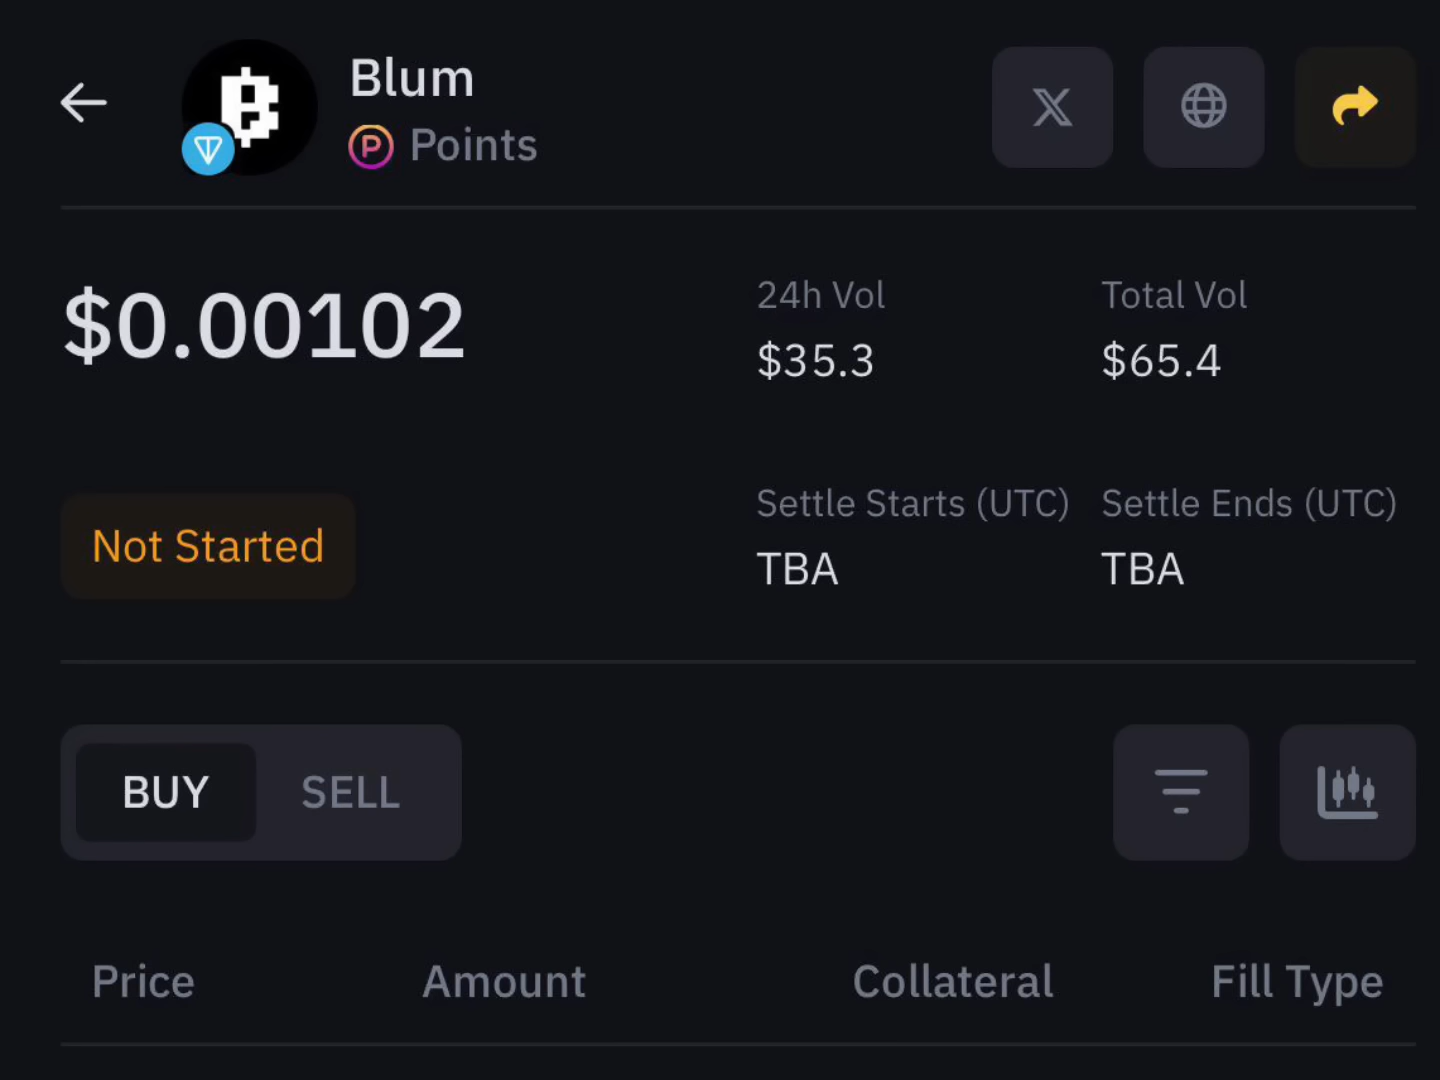 Blum
P Points
$0.00102
24h Vol
$35.3
Total Vol
$65.4
Not Started
Settle Starts (UTC)
TBA
Settle Ends (UTC)
TBA
BUY SELL
Price Amount Collateral Fill Type